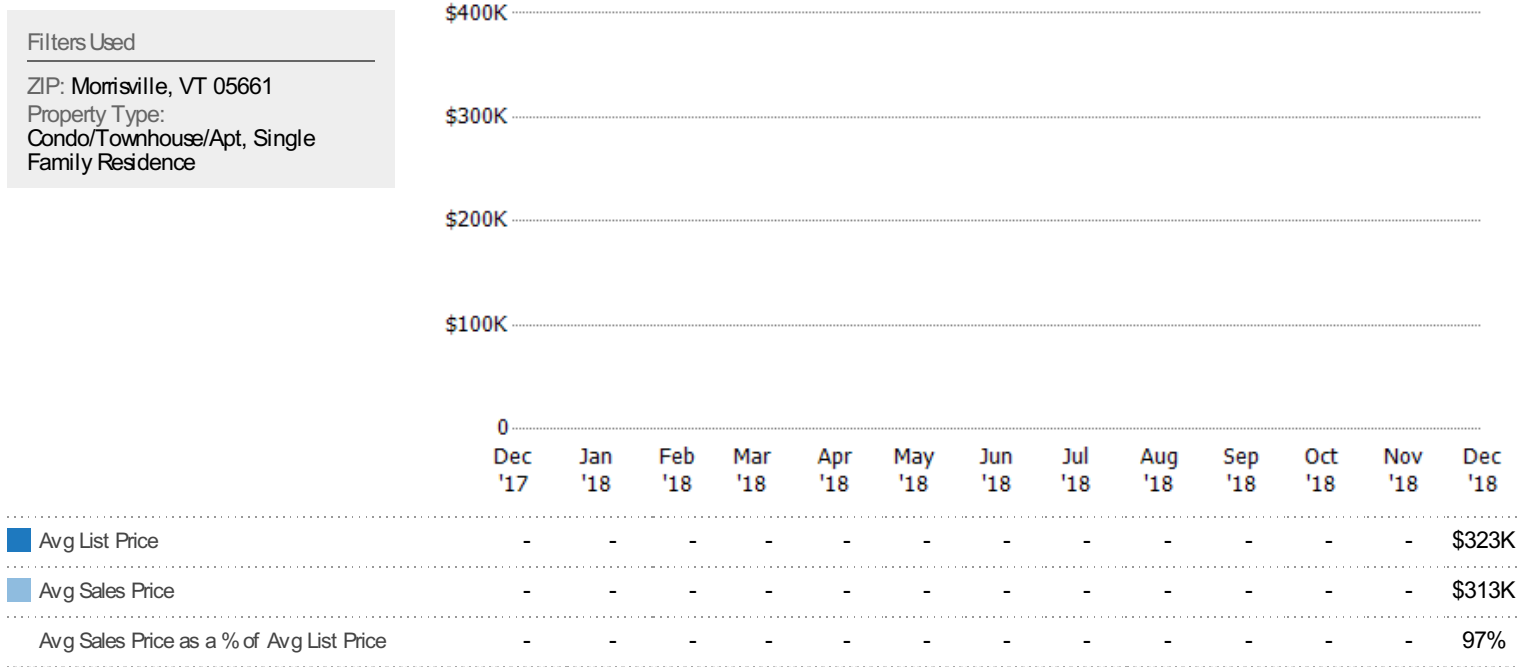 Filters Used
ZIP: Morrisville, VT 05661
Property Type:
Condo/Townhouse/Apt, Single
Family Residence
$400K
$300K
$200K
$100K
0
Dec Jan Feb Mar Apr May Jun Jul Aug Sep Oct Nov Dec
'17 '18 '18 '18 '18 '18 '18 '18 '18 '18 '18 '18 '18
Avg List Price - - - - - - - - - - - - $323K
Avg Sales Price - - - - - - - - - - - - $313K
Avg Sales Price as a % of Avg List Price - - - - - - - - - - - - 97%